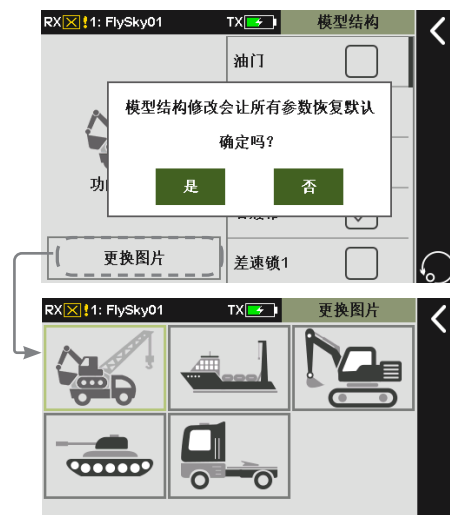 RX 1: FlySky01 TX 模型结构
油门
模型结构修改会让所有参数恢复默认
确定吗?
是 否
更换图片
差速锁1
RX 1: FlySky01 TX 更换图片